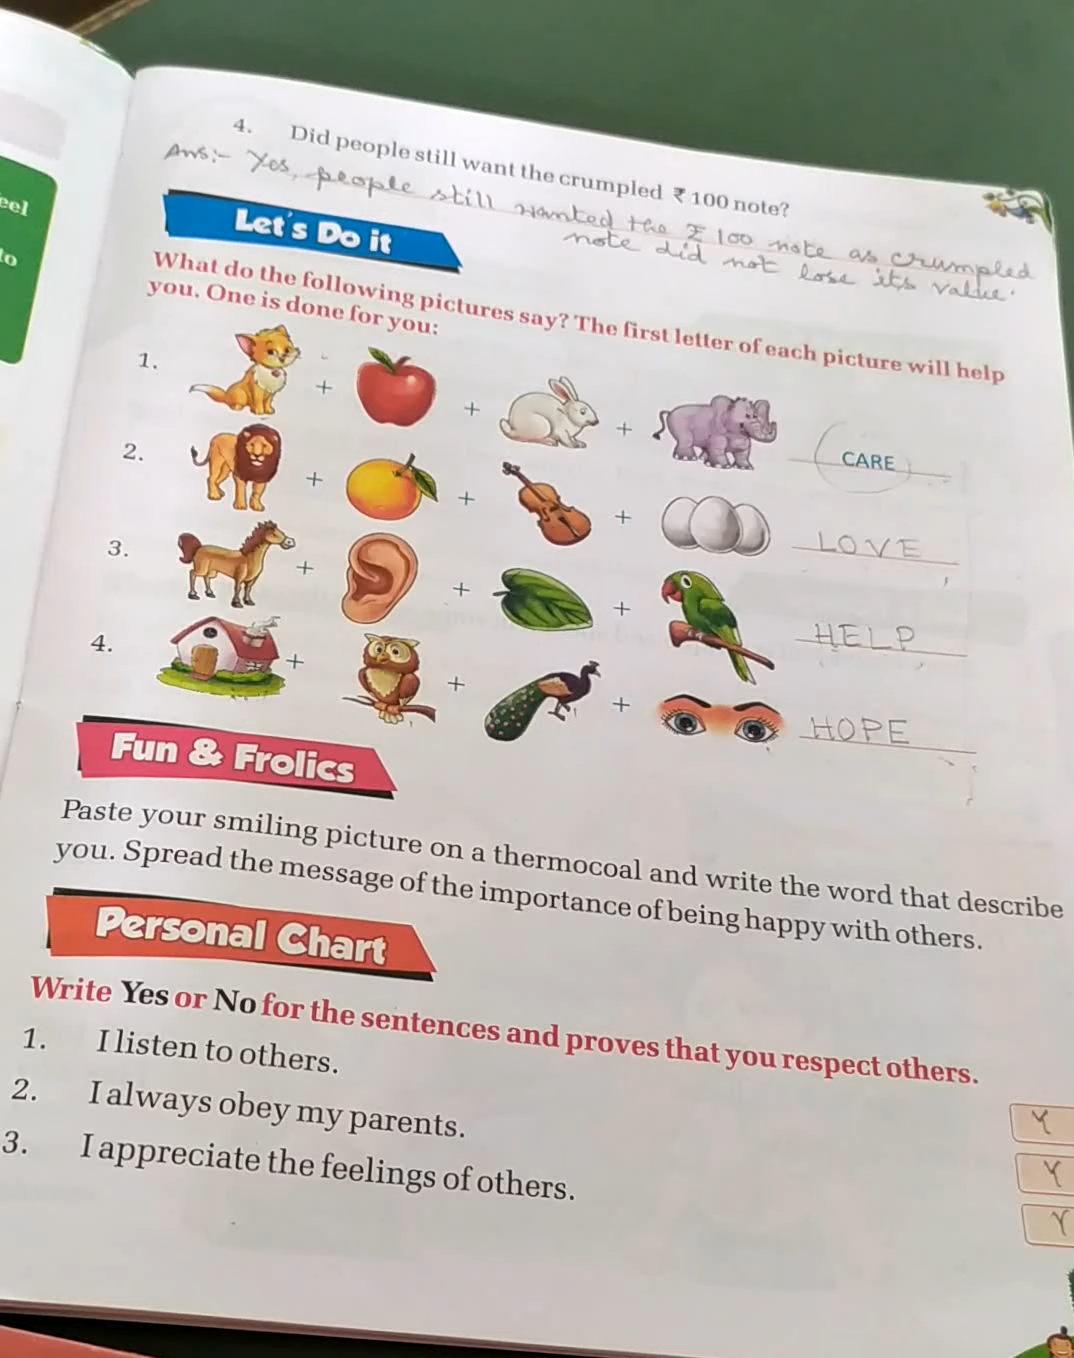 4. Did people still want the crumpled ₹ 100 note?
Ans:- Yes, people still wanted the ₹ 100 note as crumpled
note did not lose its value.
Let's Do it
What do the following pictures say? The first letter of each picture will help
you. One is done for you:
1. + + + CARE
2. + + + LOVE
3. + + + HELP
4. + + + HOPE
Fun & Frolics
Paste your smiling picture on a thermocoal and write the word that describe
you. Spread the message of the importance of being happy with others.
Personal Chart
Write Yes or No for the sentences and proves that you respect others.
1. I listen to others. Y
2. I always obey my parents. Y
3. I appreciate the feelings of others. Y